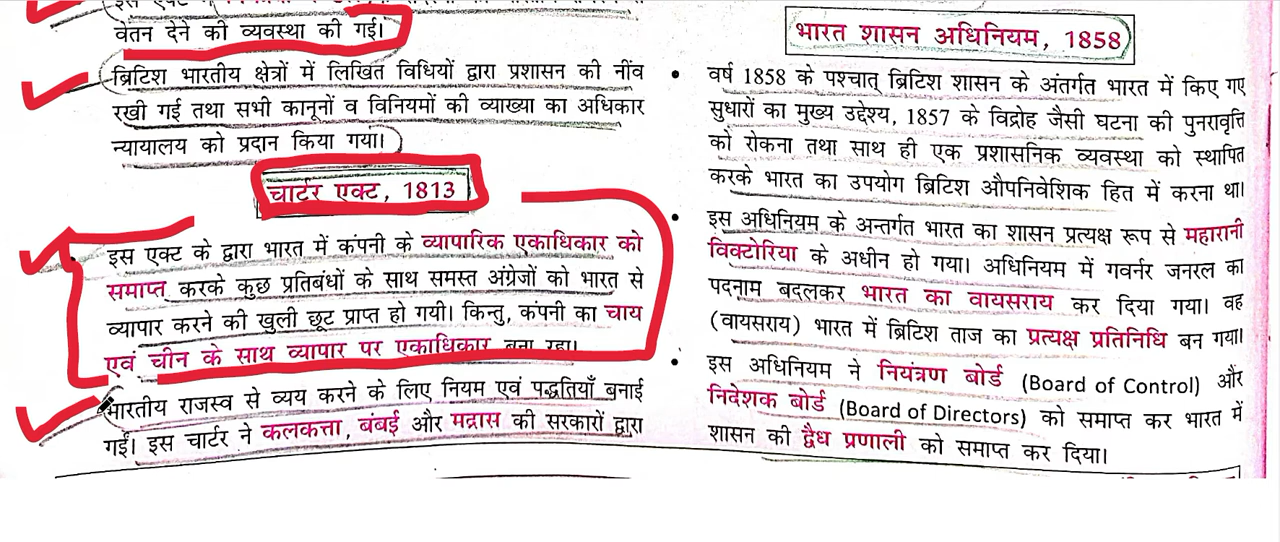 इस एक्ट
वेतन देने की व्यवस्था की गई।
ब्रिटिश भारतीय क्षेत्रों में लिखित विधियों द्वारा प्रशासन की नींव
रखी गई तथा सभी कानूनों व विनियमों की व्याख्या का अधिकार
न्यायालय को प्रदान किया गया।
चार्टर एक्ट, 1813
इस एक्ट के द्वारा भारत में कंपनी के व्यापारिक एकाधिकार को
समाप्त करके कुछ प्रतिबंधों के साथ समस्त अंग्रेजों को भारत से
व्यापार करने की खुली छूट प्राप्त हो गयी। किन्तु, कंपनी का चाय
एवं चीन के साथ व्यापार पर एकाधिकार बना रहा।
भारतीय राजस्व से व्यय करने के लिए नियम एवं पद्धतियाँ बनाई
गईं। इस चार्टर ने कलकत्ता, बंबई और मद्रास की सरकारों द्वारा
भारत शासन अधिनियम, 1858
• वर्ष 1858 के पश्चात् ब्रिटिश शासन के अंतर्गत भारत में किए गए
सुधारों का मुख्य उद्देश्य, 1857 के विद्रोह जैसी घटना की पुनरावृत्ति
को रोकना तथा साथ ही एक प्रशासनिक व्यवस्था को स्थापित
करके भारत का उपयोग ब्रिटिश औपनिवेशिक हित में करना था।
• इस अधिनियम के अन्तर्गत भारत का शासन प्रत्यक्ष रूप से महारानी
विक्टोरिया के अधीन हो गया। अधिनियम में गवर्नर जनरल का
पदनाम बदलकर भारत का वायसराय कर दिया गया। वह
(वायसराय) भारत में ब्रिटिश ताज का प्रत्यक्ष प्रतिनिधि बन गया।
• इस अधिनियम ने नियंत्रण बोर्ड (Board of Control) और
निदेशक बोर्ड (Board of Directors) को समाप्त कर भारत में
शासन की द्वैध प्रणाली को समाप्त कर दिया।